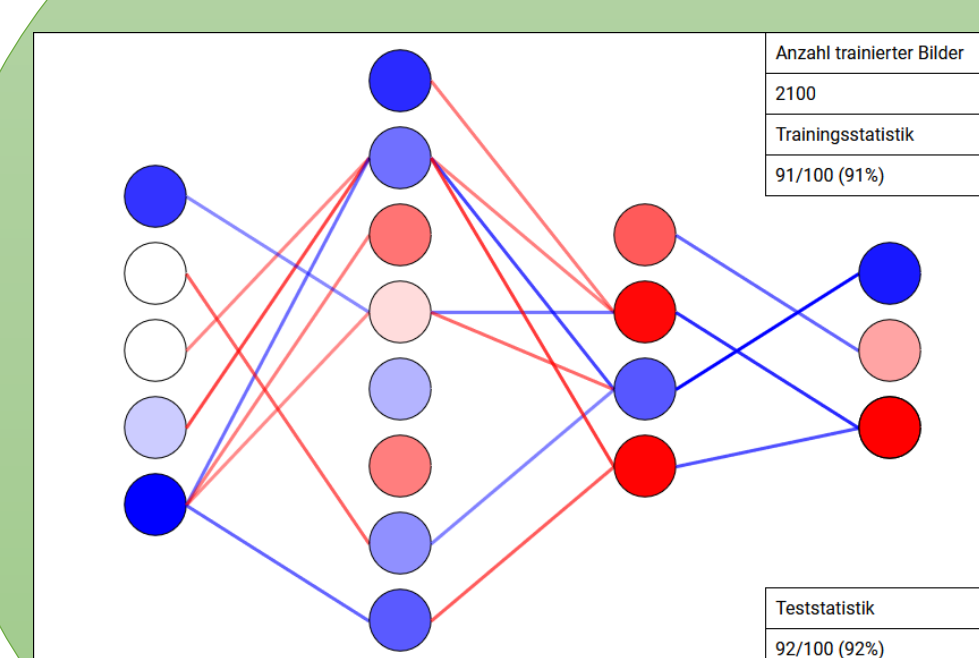 Anzahl trainierter Bilder
2100
Trainingsstatistik
91/100 (91%)
Teststatistik
92/100 (92%)